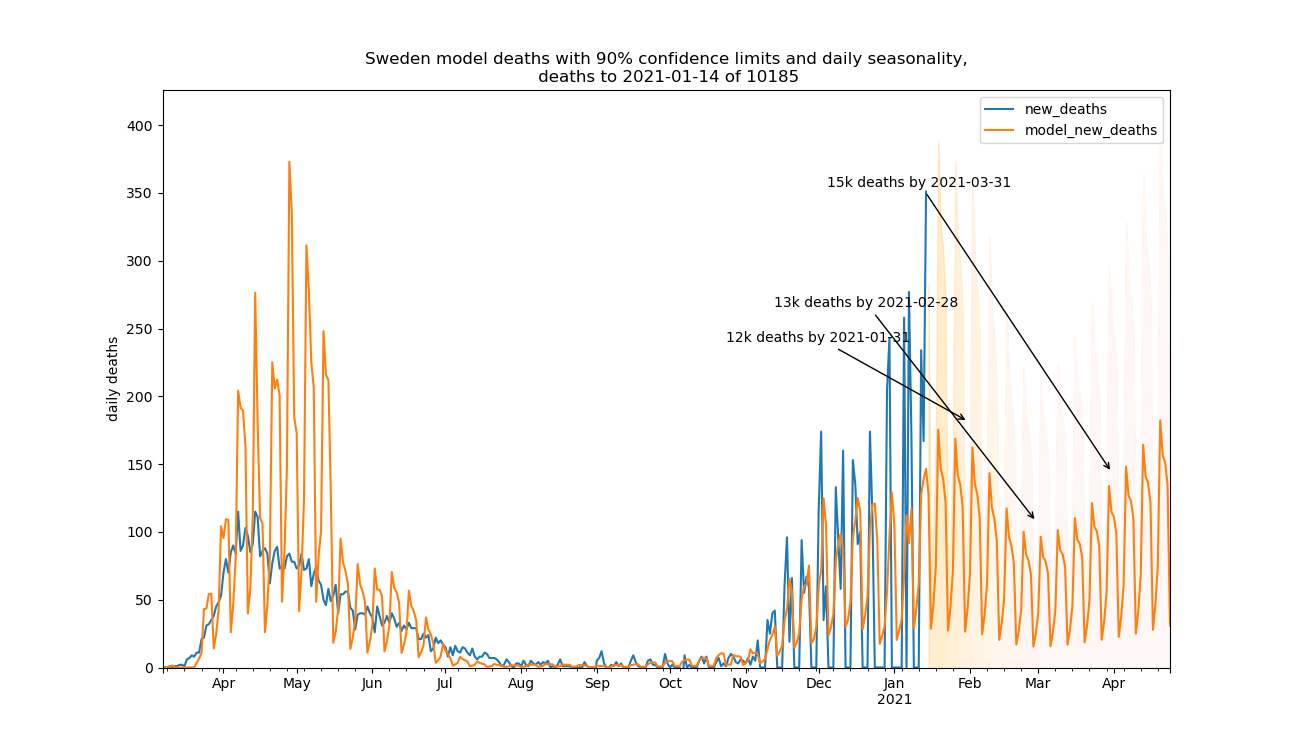 Sweden model deaths with 90% confidence limits and daily seasonality,
deaths to 2021-01-14 of 10185
new_deaths
model_new_deaths
400
350
300
250
200
150
100
50
0
daily deaths
15k deaths by 2021-03-31
13k deaths by 2021-02-28
12k deaths by 2021-01-31
Apr May Jun Jul Aug Sep Oct Nov Dec Jan Feb Mar Apr
2021